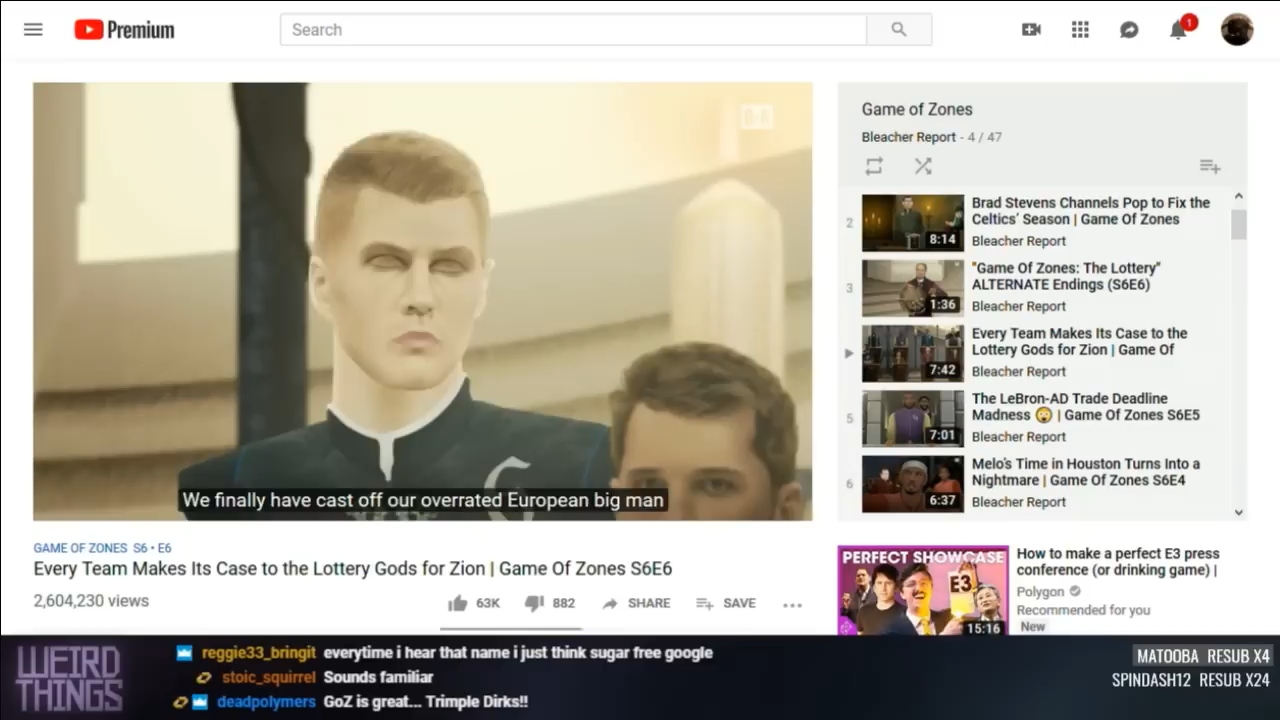 Premium
Search
1
Game of Zones
Bleacher Report - 4 / 47
2
8:14
Brad Stevens Channels Pop to Fix the
Celtics' Season | Game Of Zones
Bleacher Report
3
1:36
"Game Of Zones: The Lottery"
ALTERNATE Endings (S6E6)
Bleacher Report
7:42
Every Team Makes Its Case to the
Lottery Gods for Zion | Game Of
Bleacher Report
5
7:01
The LeBron-AD Trade Deadline
Madness 😳 | Game Of Zones S6E5
Bleacher Report
6
6:37
Melo's Time in Houston Turns Into a
Nightmare | Game Of Zones S6E4
Bleacher Report
B R
We finally have cast off our overrated European big man
GAME OF ZONES S6 • E6
Every Team Makes Its Case to the Lottery Gods for Zion | Game Of Zones S6E6
2,604,230 views
63K
882
SHARE
SAVE
PERFECT SHOWCASE
E3
15:16
How to make a perfect E3 press
conference (or drinking game) |
Polygon
Recommended for you
New
WEIRD
THINGS
reggie33_bringit everytime i hear that name i just think sugar free google
stoic_squirrel Sounds familiar
deadpolymers GoZ is great... Trimple Dirks!!
MATOOBA RESUB X4
SPINDASH12 RESUB X24